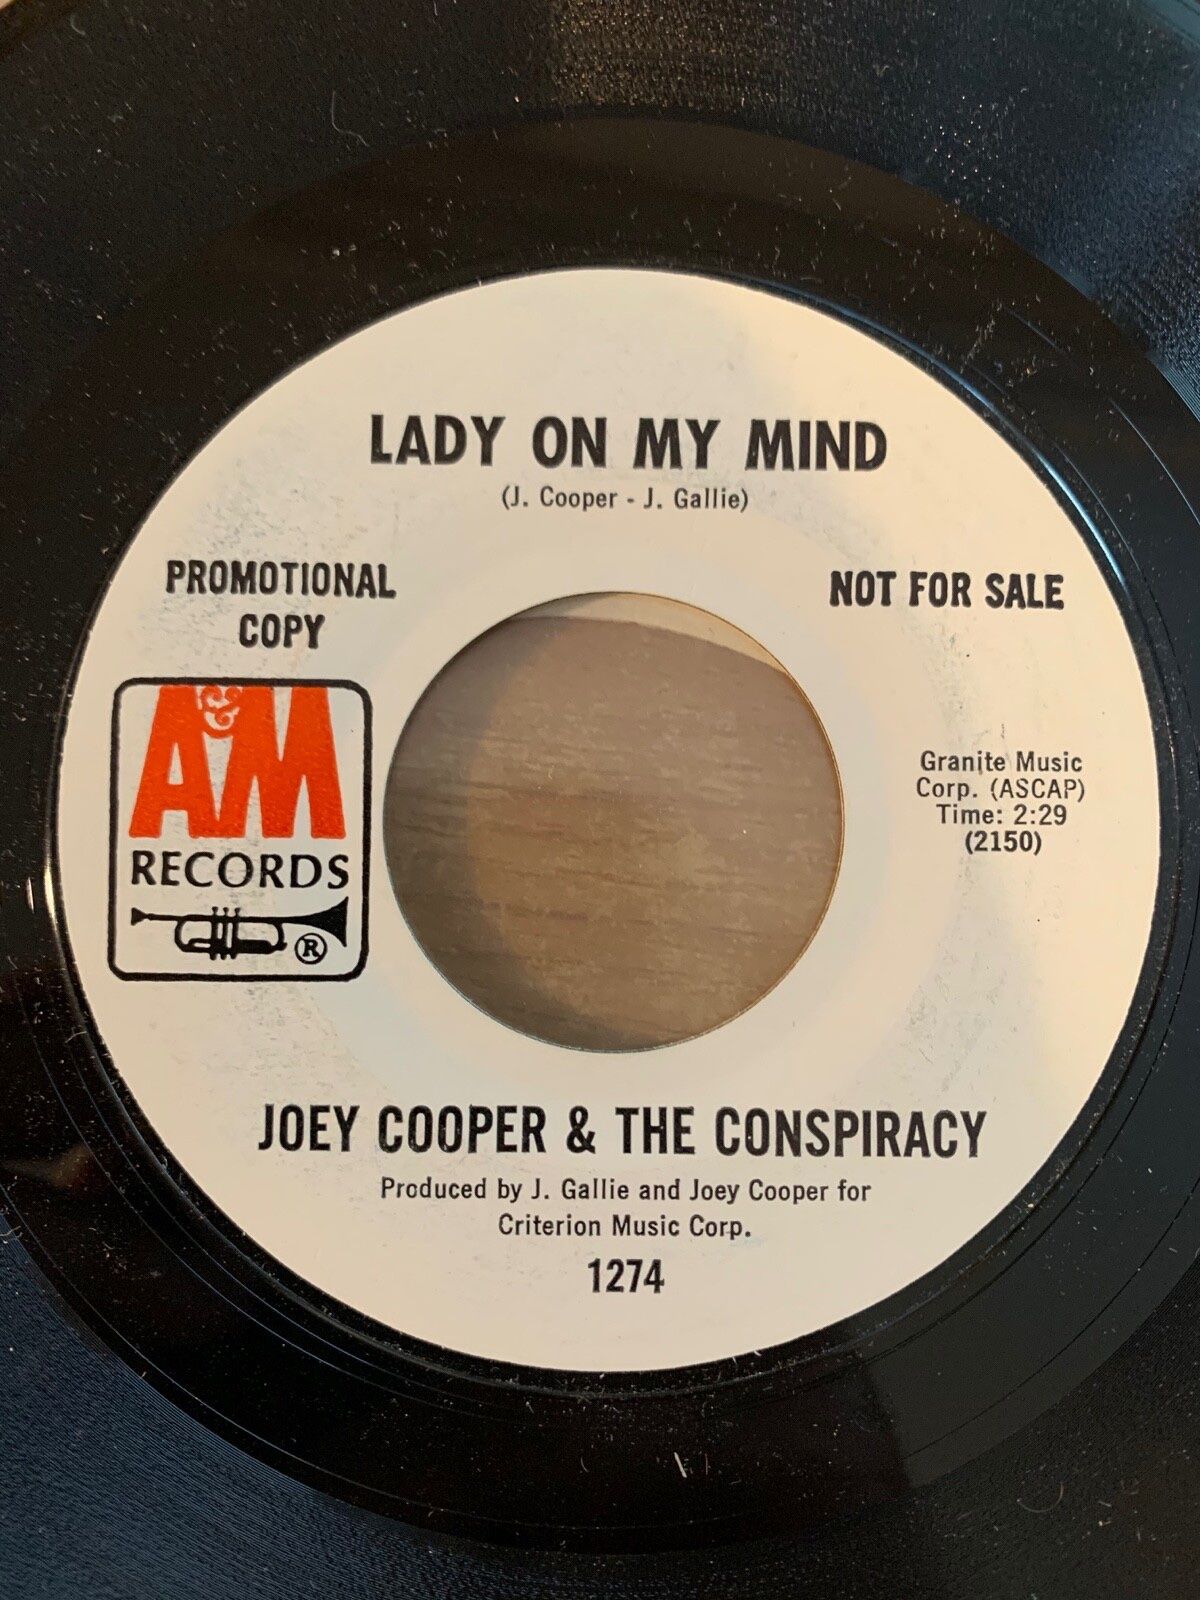 LADY ON MY MIND
(J. Cooper - J. Gallie)
PROMOTIONAL
COPY
NOT FOR SALE
A&M
RECORDS
®
Granite Music
Corp. (ASCAP)
Time: 2:29
(2150)
JOEY COOPER & THE CONSPIRACY
Produced by J. Gallie and Joey Cooper for
Criterion Music Corp.
1274